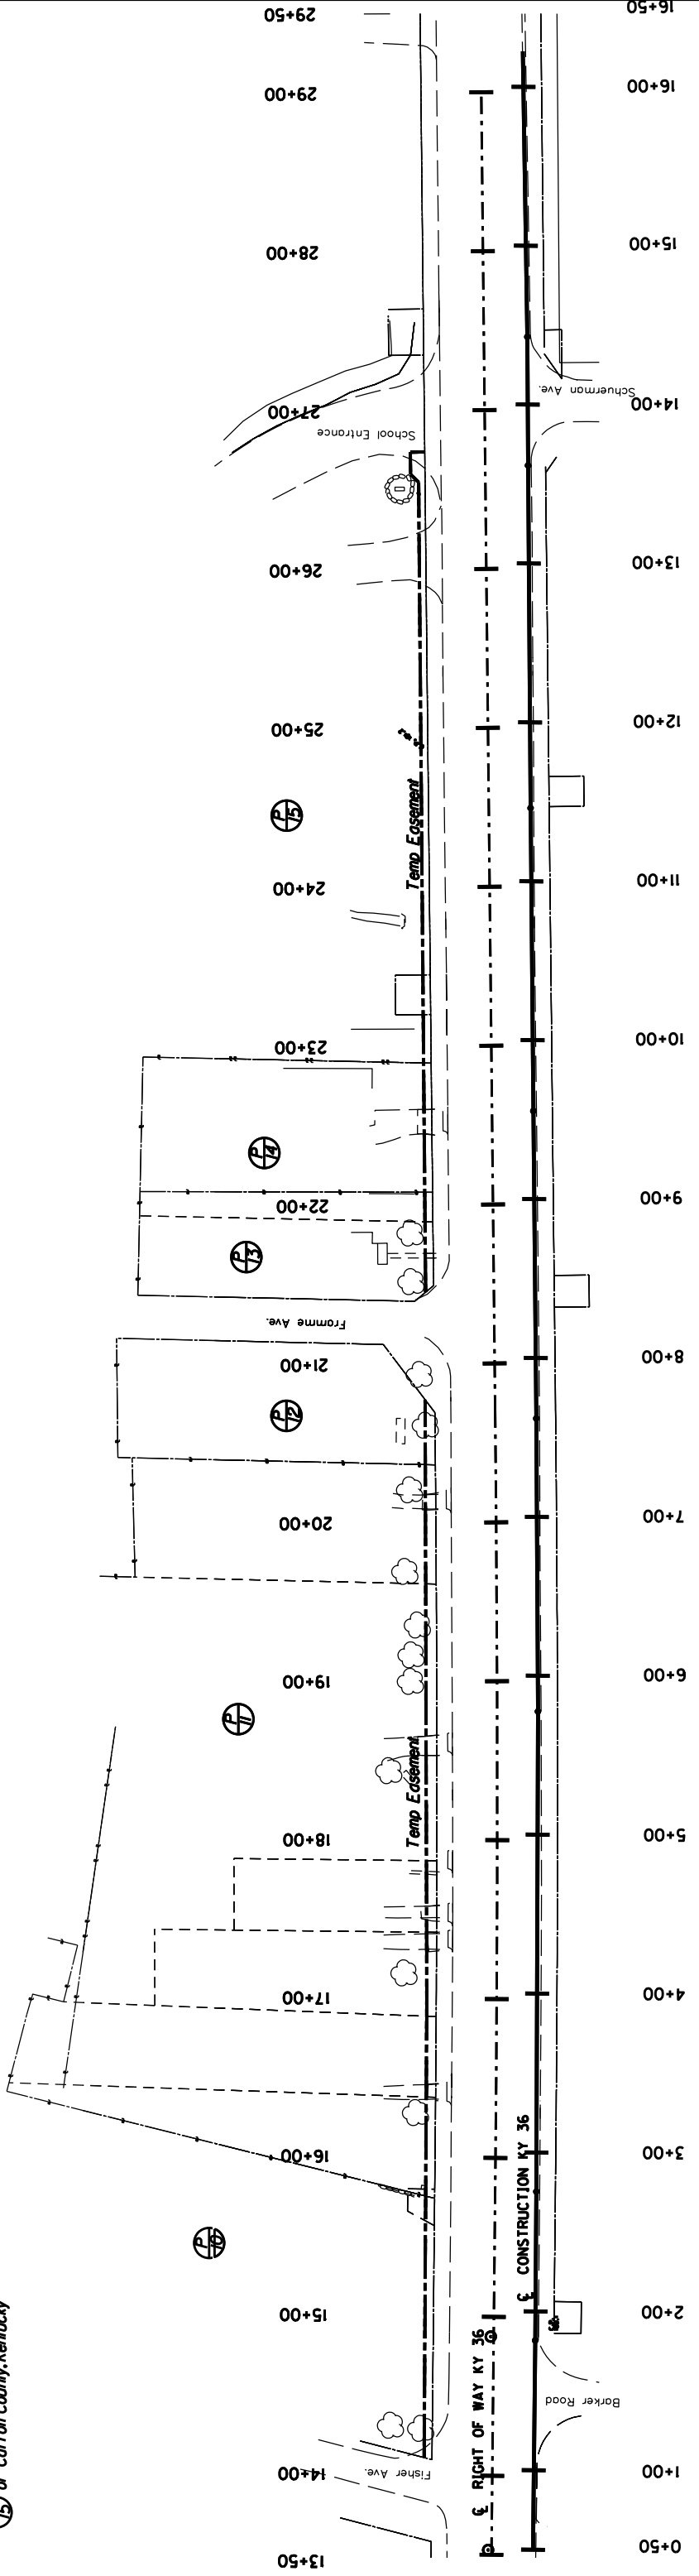 29+50
16+50
29+00
16+00
28+00
15+00
Schuerman Ave.
14+00
27+00
School Entrance
13+00
26+00
12+00
25+00
P
15
Temp Easement
11+00
24+00
10+00
23+00
P
14
9+00
22+00
P
13
Framme Ave.
8+00
21+00
P
12
7+00
20+00
6+00
19+00
P
11
Temp Easement
5+00
18+00
4+00
17+00
3+00
16+00
℄ CONSTRUCTION KY 36
P
10
2+00
15+00
℄ RIGHT OF WAY KY 36
Barker Road
1+00
14+00
Fisher Ave.
0+50
13+50
15 of Carroll County, Kentucky